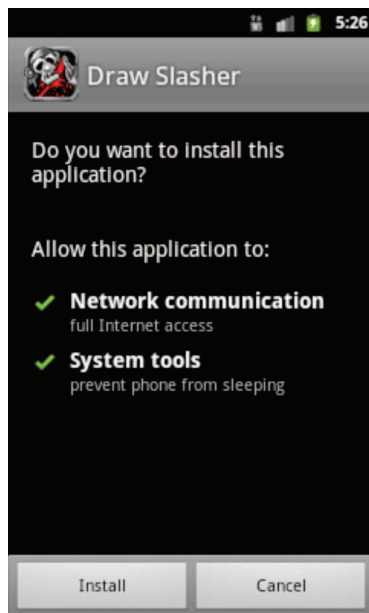 5:26
Draw Slasher
Do you want to install this
application?
Allow this application to:
Network communication
full Internet access
System tools
prevent phone from sleeping
Install
Cancel